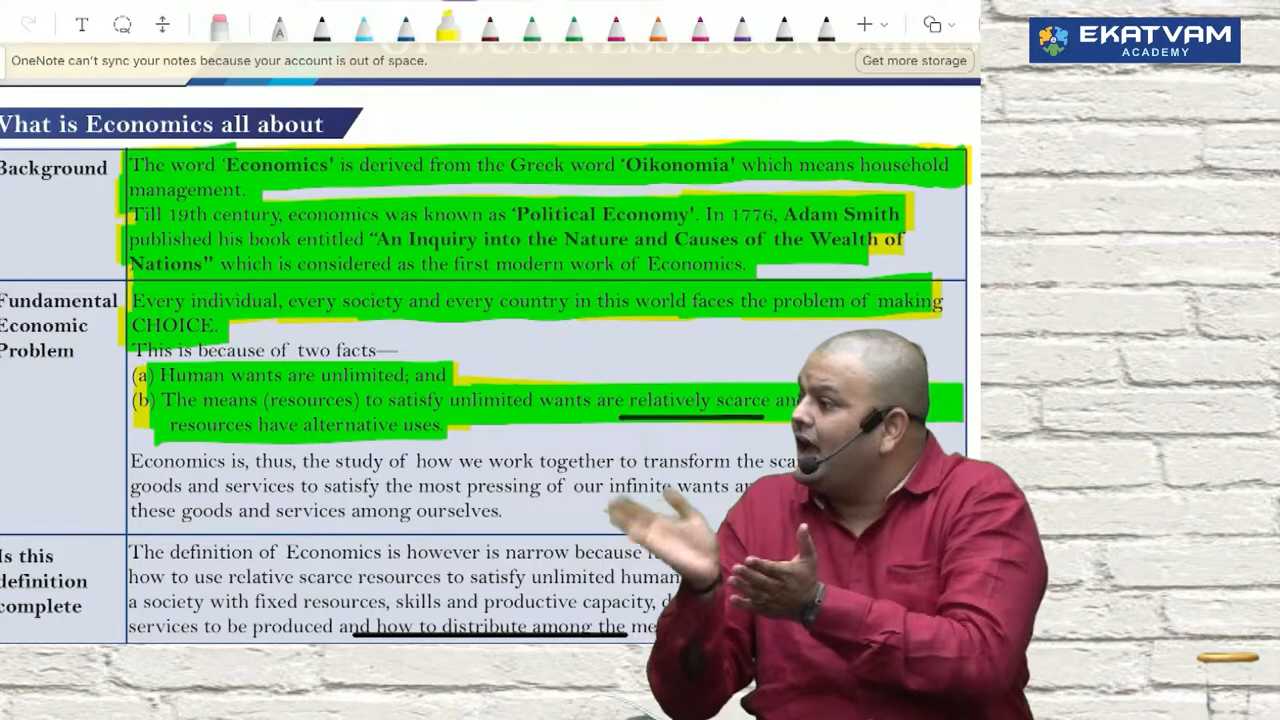 T
A
EKATVAM
ACADEMY
OF BUSINESS ECONOMICS
OneNote can't sync your notes because your account is out of space.
Get more storage
What is Economics all about
Background
The word 'Economics' is derived from the Greek word 'Oikonomia' which means household
management.
Till 19th century, economics was known as 'Political Economy'. In 1776, Adam Smith
published his book entitled "An Inquiry into the Nature and Causes of the Wealth of
Nations" which is considered as the first modern work of Economics.
Fundamental
Economic
Problem
Every individual, every society and every country in this world faces the problem of making
CHOICE.
This is because of two facts—
(a) Human wants are unlimited; and
(b) The means (resources) to satisfy unlimited wants are relatively scarce an
resources have alternative uses.
Economics is, thus, the study of how we work together to transform the sca
goods and services to satisfy the most pressing of our infinite wants an
these goods and services among ourselves.
Is this
definition
complete
The definition of Economics is however is narrow because
how to use relative scarce resources to satisfy unlimited human
a society with fixed resources, skills and productive capacity, d
services to be produced and how to distribute among the me